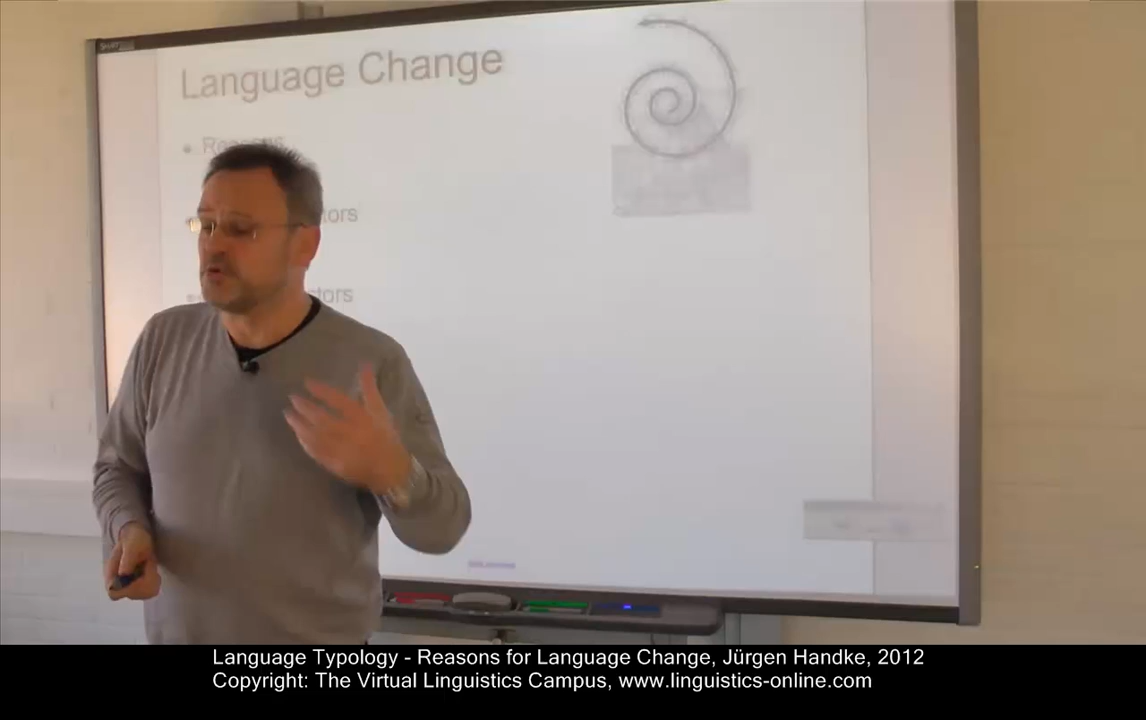 Language Change
Language Typology - Reasons for Language Change, Jürgen Handke, 2012
Copyright: The Virtual Linguistics Campus, www.linguistics-online.com